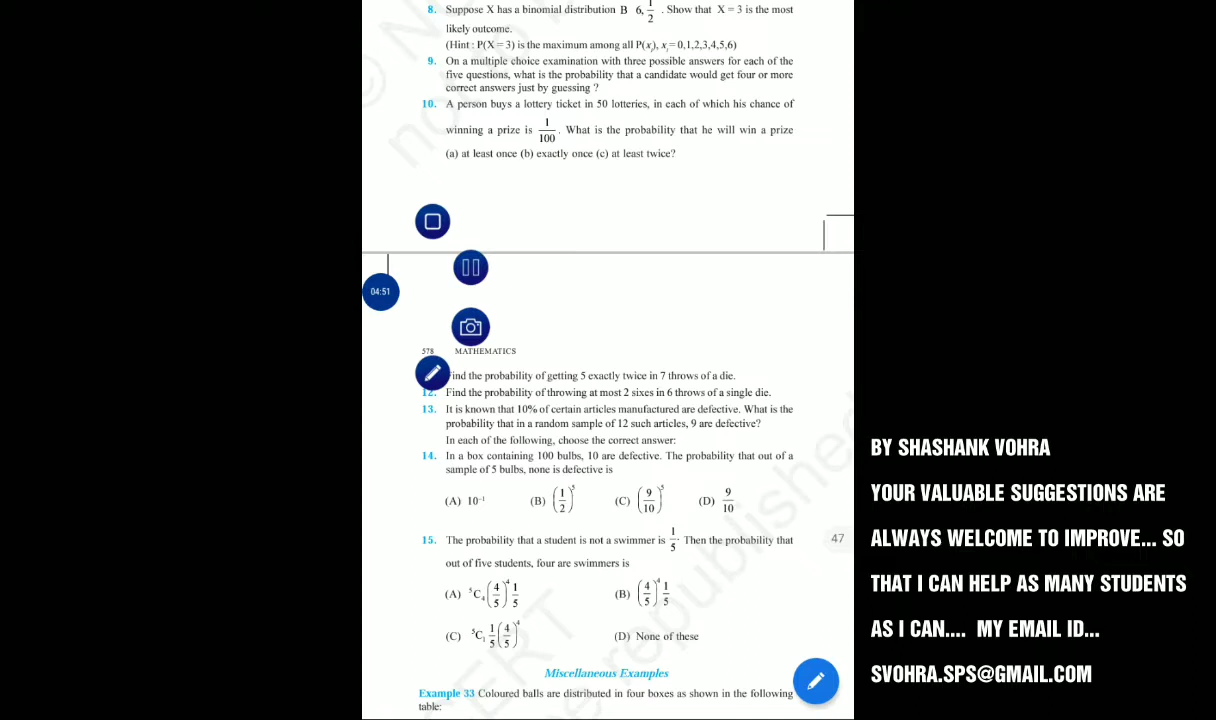 8. Suppose X has a binomial distribution B 6, 1/2 . Show that X = 3 is the most
likely outcome.
(Hint : P(X = 3) is the maximum among all P(xᵢ), xᵢ = 0,1,2,3,4,5,6)
9. On a multiple choice examination with three possible answers for each of the
five questions, what is the probability that a candidate would get four or more
correct answers just by guessing ?
10. A person buys a lottery ticket in 50 lotteries, in each of which his chance of
winning a prize is 1/100 . What is the probability that he will win a prize
(a) at least once (b) exactly once (c) at least twice?
04:51
578 MATHEMATICS
ind the probability of getting 5 exactly twice in 7 throws of a die.
12. Find the probability of throwing at most 2 sixes in 6 throws of a single die.
13. It is known that 10% of certain articles manufactured are defective. What is the
probability that in a random sample of 12 such articles, 9 are defective?
In each of the following, choose the correct answer:
14. In a box containing 100 bulbs, 10 are defective. The probability that out of a
sample of 5 bulbs, none is defective is
(A) 10⁻¹ (B) (1/2)⁵ (C) (9/10)⁵ (D) 9/10
47
15. The probability that a student is not a swimmer is 1/5. Then the probability that
out of five students, four are swimmers is
(A) ⁵C₄ (4/5)⁴ 1/5 (B) (4/5)⁴ 1/5
(C) ⁵C₁ 1/5 (4/5)⁴ (D) None of these
Miscellaneous Examples
Example 33 Coloured balls are distributed in four boxes as shown in the following
table:
BY SHASHANK VOHRA
YOUR VALUABLE SUGGESTIONS ARE
ALWAYS WELCOME TO IMPROVE... SO
THAT I CAN HELP AS MANY STUDENTS
AS I CAN.... MY EMAIL ID...
SVOHRA.SPS@GMAIL.COM